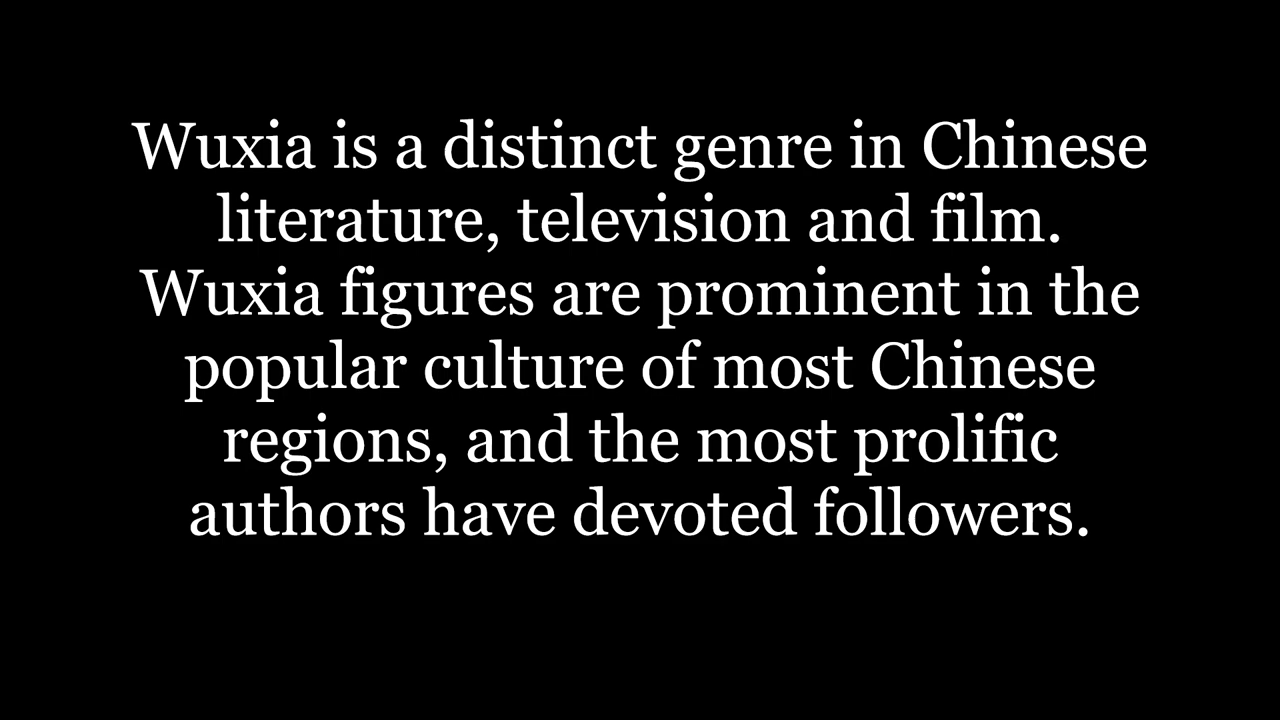 Wuxia is a distinct genre in Chinese
literature, television and film.
Wuxia figures are prominent in the
popular culture of most Chinese
regions, and the most prolific
authors have devoted followers.